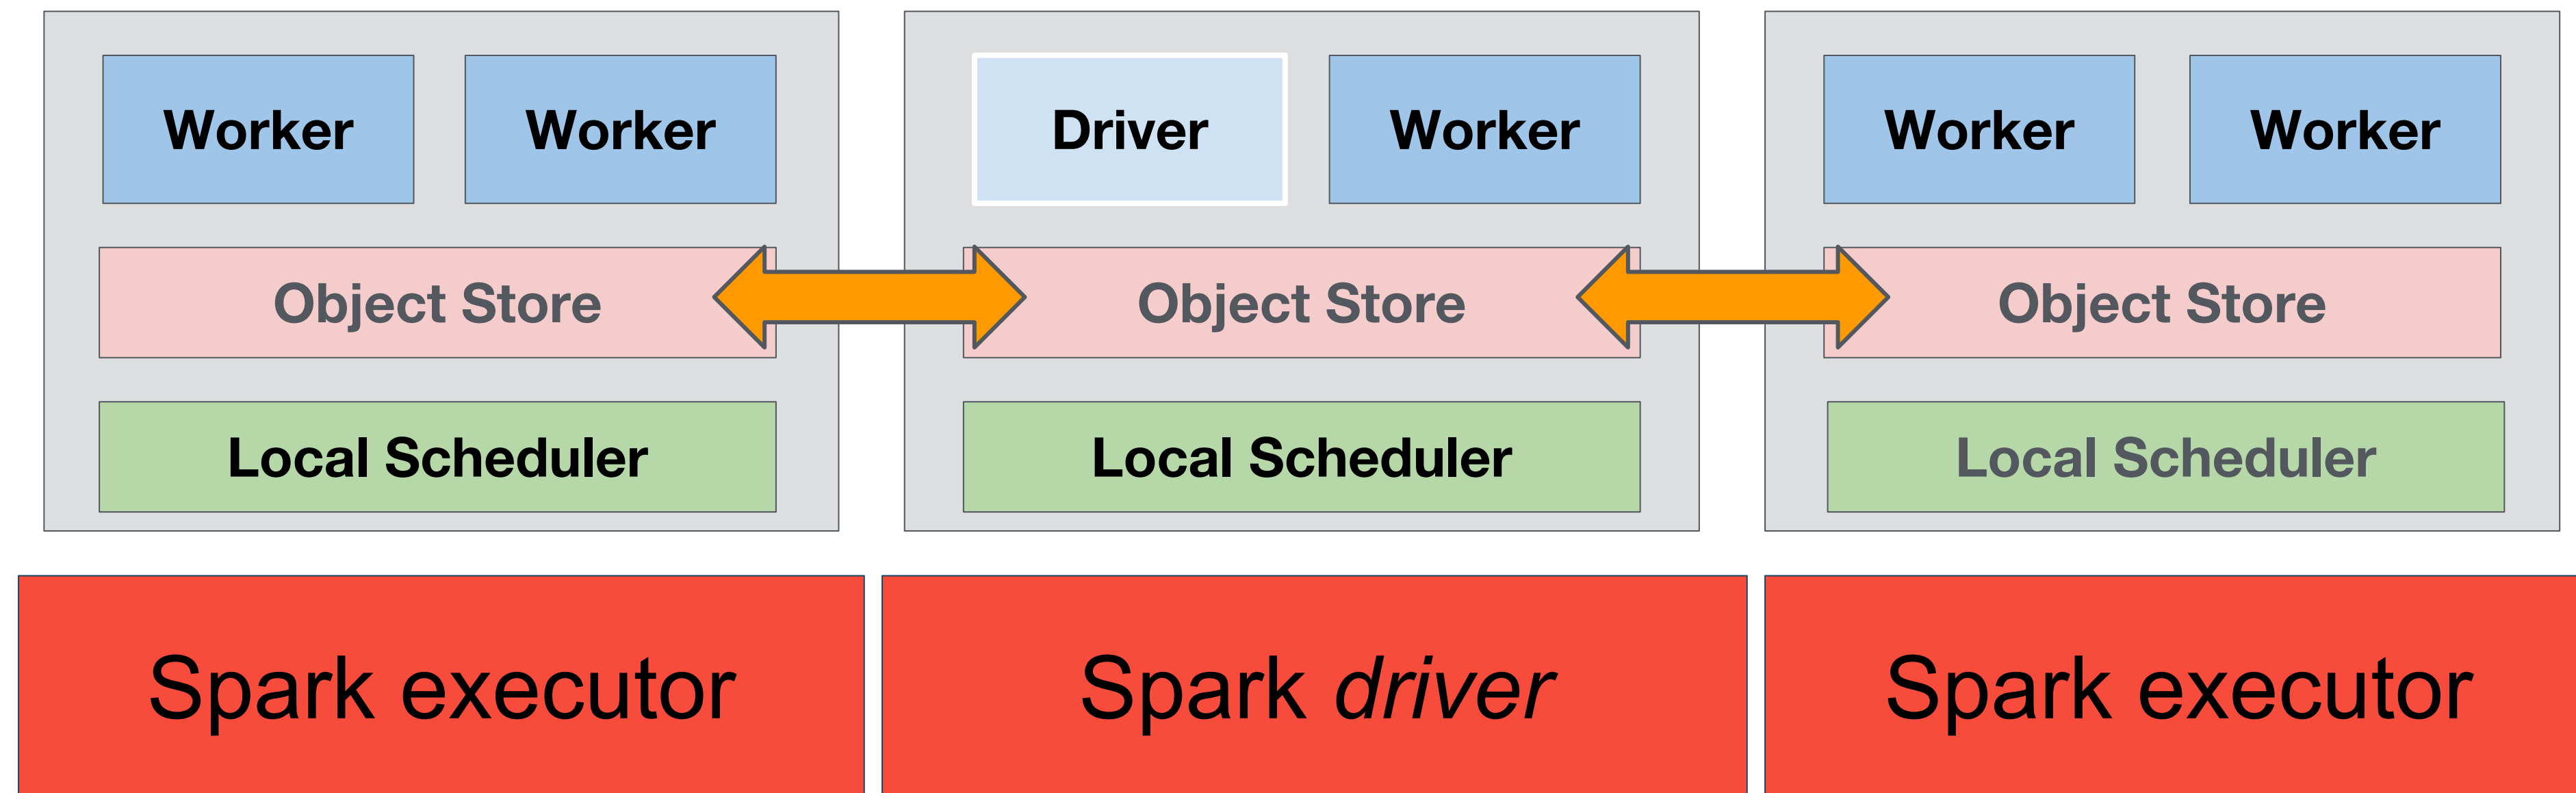 Worker Worker Driver Worker Worker Worker
Object Store Object Store Object Store
Local Scheduler Local Scheduler Local Scheduler
Spark executor Spark driver Spark executor